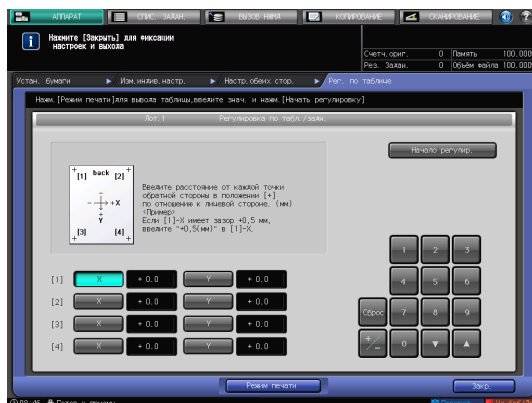 АППАРАТ
СПИС. ЗАДАН.
ВЫЗОВ НИМД
КОПИРОВАНИЕ
СКАНИРОВАНИЕ
Нажмите [Закрыть] для фиксации
настроек и выхода
Счетч.ориг. 0 Память 100.000
Рез. Задан. 0 Объём файла 100.000
Устан. бумаги
Изм.индив.настр.
Настр.обеих стор.
Рег. по таблице
Нажм.[Режим печати]для вывода таблицы,введите знач. и нажм.[Начать регулировку]
Лот.1 Регулировка по табл./задн.
[1] back [2]
+X
Y
[3] [4]
Введите расстояние от каждой точки
обратной стороны в положении [+]
по отношению к лицевой стороне. (мм)
<Пример>
Если [1]-X имеет зазор +0,5 мм,
введите "+0,5(мм)" в [1]-X.
Начало регулир.
[1] X + 0.0 Y + 0.0
[2] X + 0.0 Y + 0.0
[3] X + 0.0 Y + 0.0
[4] X + 0.0 Y + 0.0
1 2 3
4 5 6
Сброс 7 8 9
+/- 0 ▼ ▲
Режим печати
Закр.